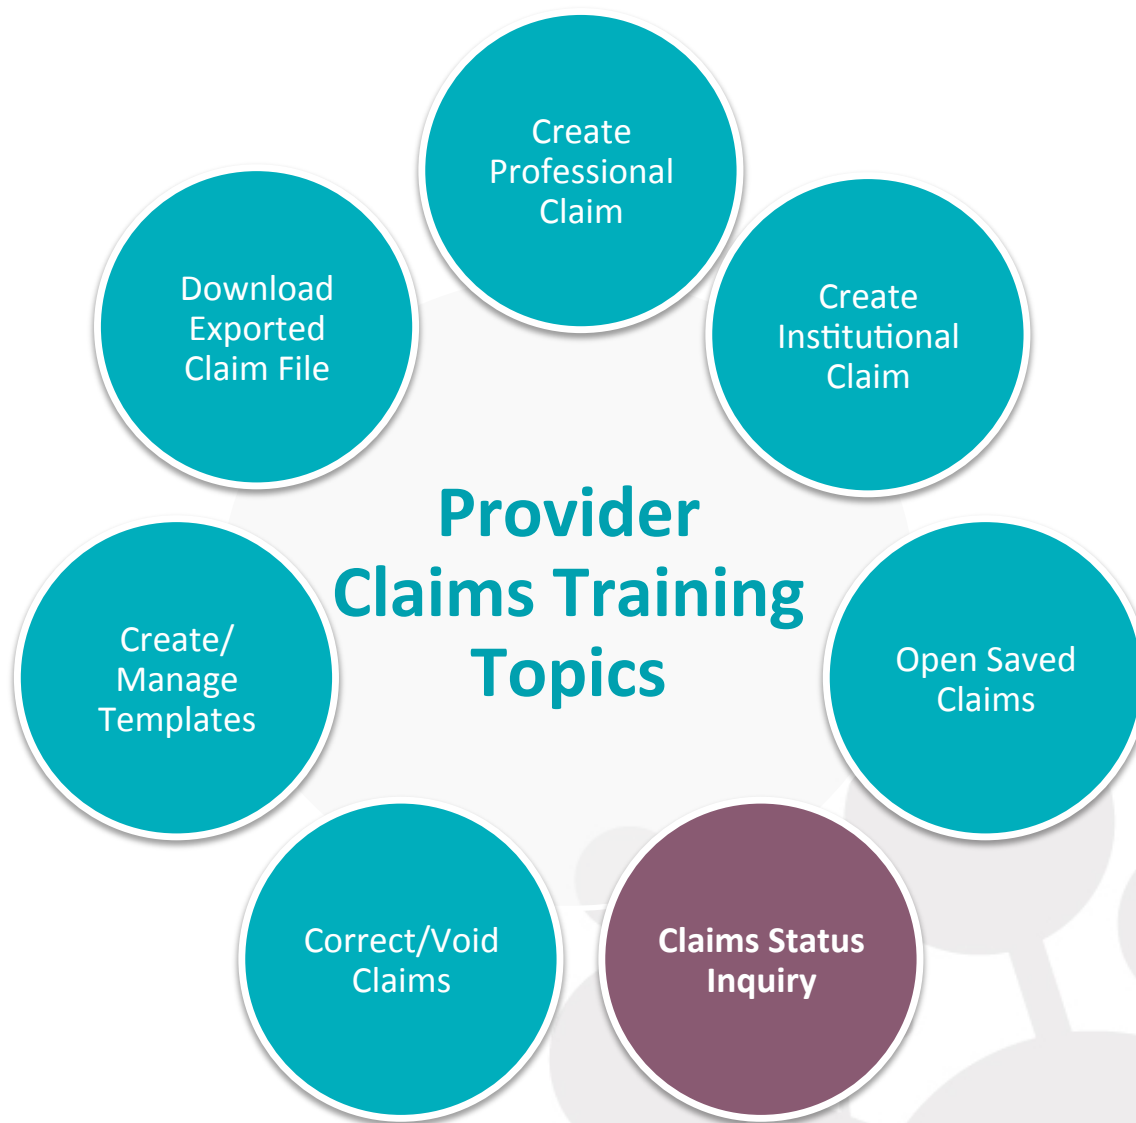 Create
Professional
Claim
Download
Exported
Claim File
Create
Institutional
Claim
Provider
Claims Training
Topics
Create/
Manage
Templates
Open Saved
Claims
Correct/Void
Claims
Claims Status
Inquiry